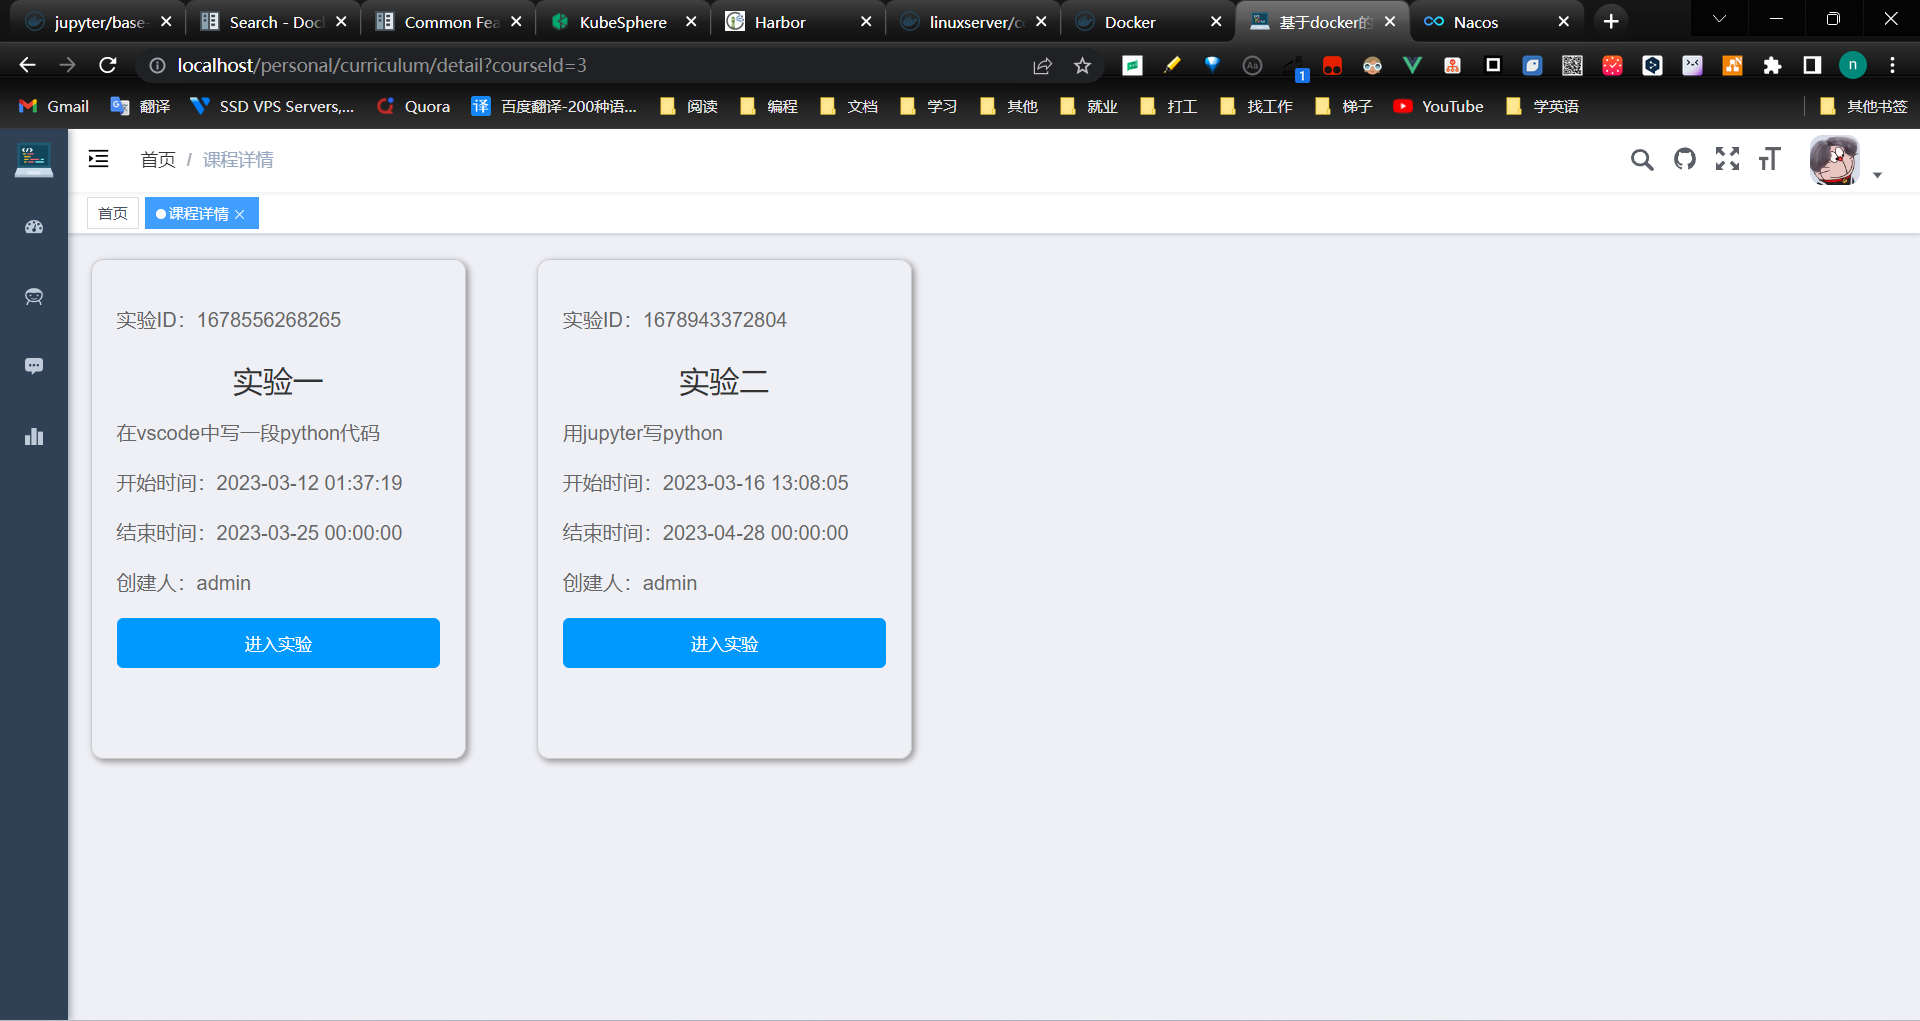 jupyter/base-
Search - Doc
Common Fea
KubeSphere
Harbor
linuxserver/c
Docker
基于docker的
Nacos
localhost/personal/curriculum/detail?courseId=3
1
n
Gmail
翻译
SSD VPS Servers,...
Quora
译 百度翻译-200种语...
阅读
编程
文档
学习
其他
就业
打工
找工作
梯子
YouTube
学英语
其他书签
首页 / 课程详情
首页
课程详情
实验ID：1678556268265
实验一
在vscode中写一段python代码
开始时间：2023-03-12 01:37:19
结束时间：2023-03-25 00:00:00
创建人：admin
进入实验
实验ID：1678943372804
实验二
用jupyter写python
开始时间：2023-03-16 13:08:05
结束时间：2023-04-28 00:00:00
创建人：admin
进入实验